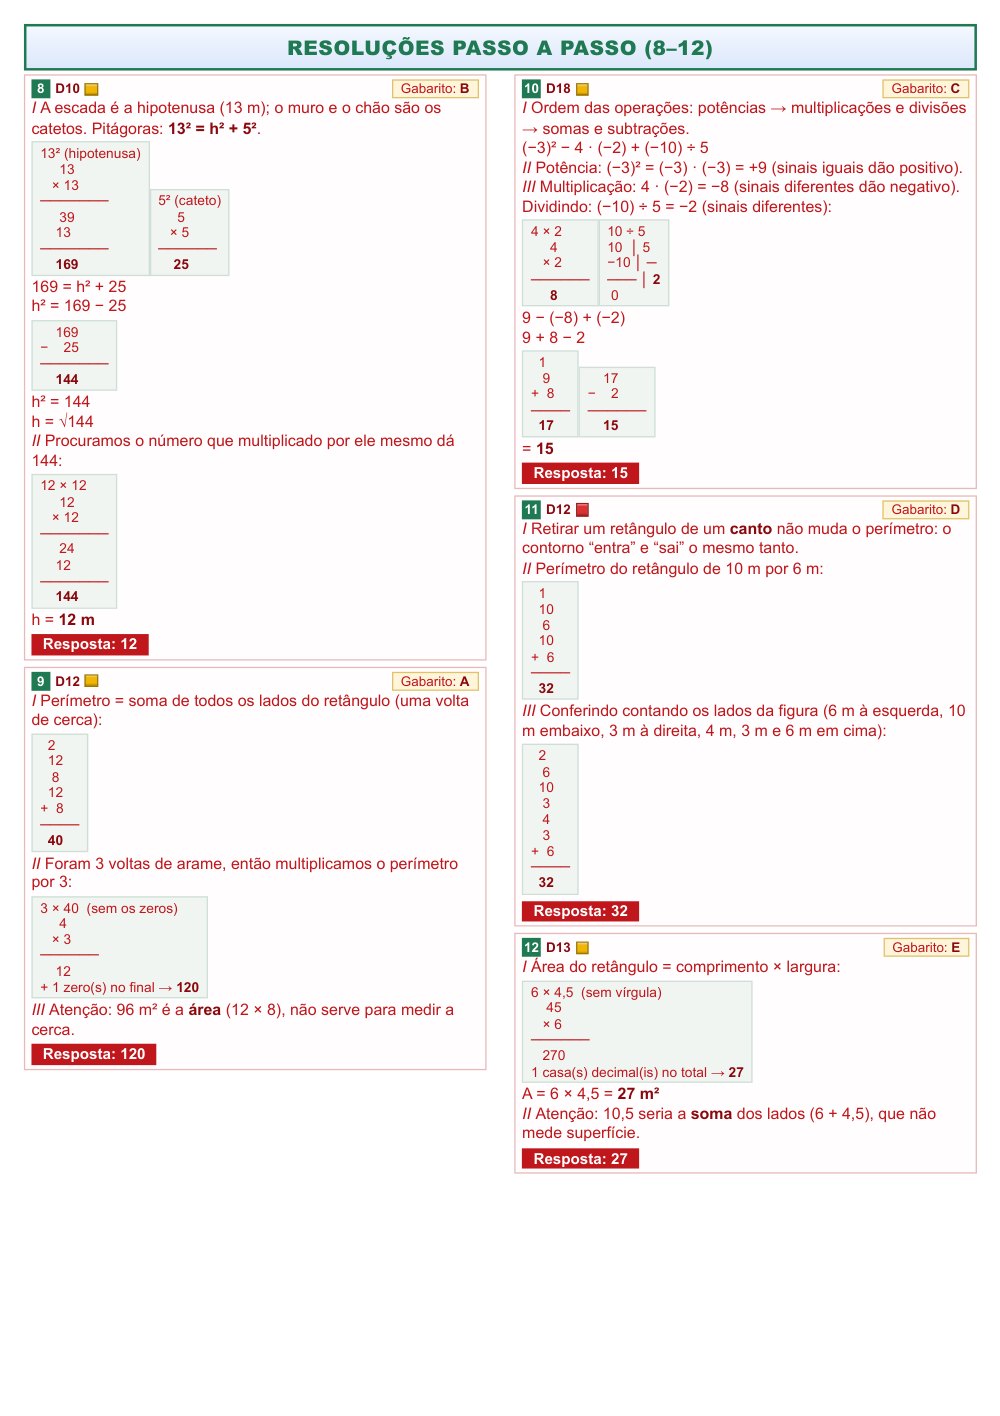 RESOLUÇÕES PASSO A PASSO (8–12)
8 D10 Gabarito: B
I A escada é a hipotenusa (13 m); o muro e o chão são os
catetos. Pitágoras: 13² = h² + 5².
13² (hipotenusa)
13
× 13
39
13
169
5² (cateto)
5
× 5
25
169 = h² + 25
h² = 169 − 25
169
− 25
144
h² = 144
h = √144
II Procuramos o número que multiplicado por ele mesmo dá
144:
12 × 12
12
× 12
24
12
144
h = 12 m
Resposta: 12
9 D12 Gabarito: A
I Perímetro = soma de todos os lados do retângulo (uma volta
de cerca):
2
12
8
12
+ 8
40
II Foram 3 voltas de arame, então multiplicamos o perímetro
por 3:
3 × 40 (sem os zeros)
4
× 3
12
+ 1 zero(s) no final → 120
III Atenção: 96 m² é a área (12 × 8), não serve para medir a
cerca.
Resposta: 120
10 D18 Gabarito: C
I Ordem das operações: potências → multiplicações e divisões
→ somas e subtrações.
(−3)² − 4 · (−2) + (−10) ÷ 5
II Potência: (−3)² = (−3) · (−3) = +9 (sinais iguais dão positivo).
III Multiplicação: 4 · (−2) = −8 (sinais diferentes dão negativo).
Dividindo: (−10) ÷ 5 = −2 (sinais diferentes):
4 × 2
4
× 2
8
10 ÷ 5
10 │ 5
−10│ ─
──── │ 2
0
9 − (−8) + (−2)
9 + 8 − 2
1
9
+ 8
17
17
− 2
15
= 15
Resposta: 15
11 D12 Gabarito: D
I Retirar um retângulo de um canto não muda o perímetro: o
contorno “entra” e “sai” o mesmo tanto.
II Perímetro do retângulo de 10 m por 6 m:
1
10
6
10
+ 6
32
III Conferindo contando os lados da figura (6 m à esquerda, 10
m embaixo, 3 m à direita, 4 m, 3 m e 6 m em cima):
2
6
10
3
4
3
+ 6
32
Resposta: 32
12 D13 Gabarito: E
I Área do retângulo = comprimento × largura:
6 × 4,5 (sem vírgula)
45
× 6
270
1 casa(s) decimal(is) no total → 27
A = 6 × 4,5 = 27 m²
II Atenção: 10,5 seria a soma dos lados (6 + 4,5), que não
mede superfície.
Resposta: 27